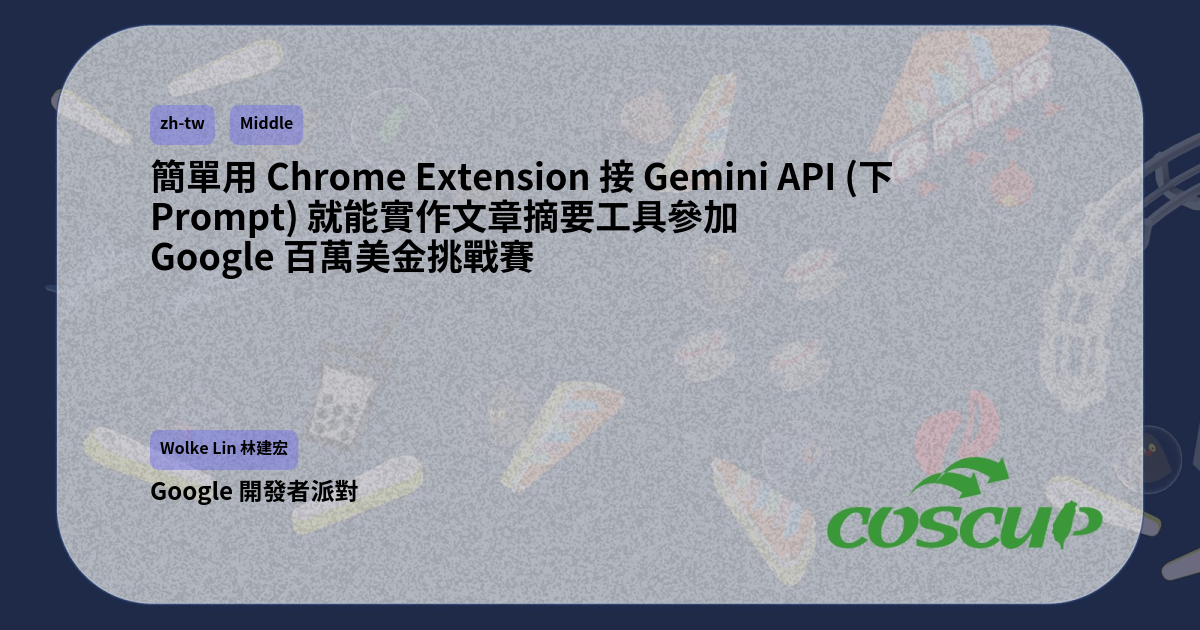 zh-tw
Middle
簡單用 Chrome Extension 接 Gemini API (下
Prompt) 就能實作文章摘要工具參加
Google 百萬美金挑戰賽
Wolke Lin 林建宏
Google 開發者派對
COSCUP